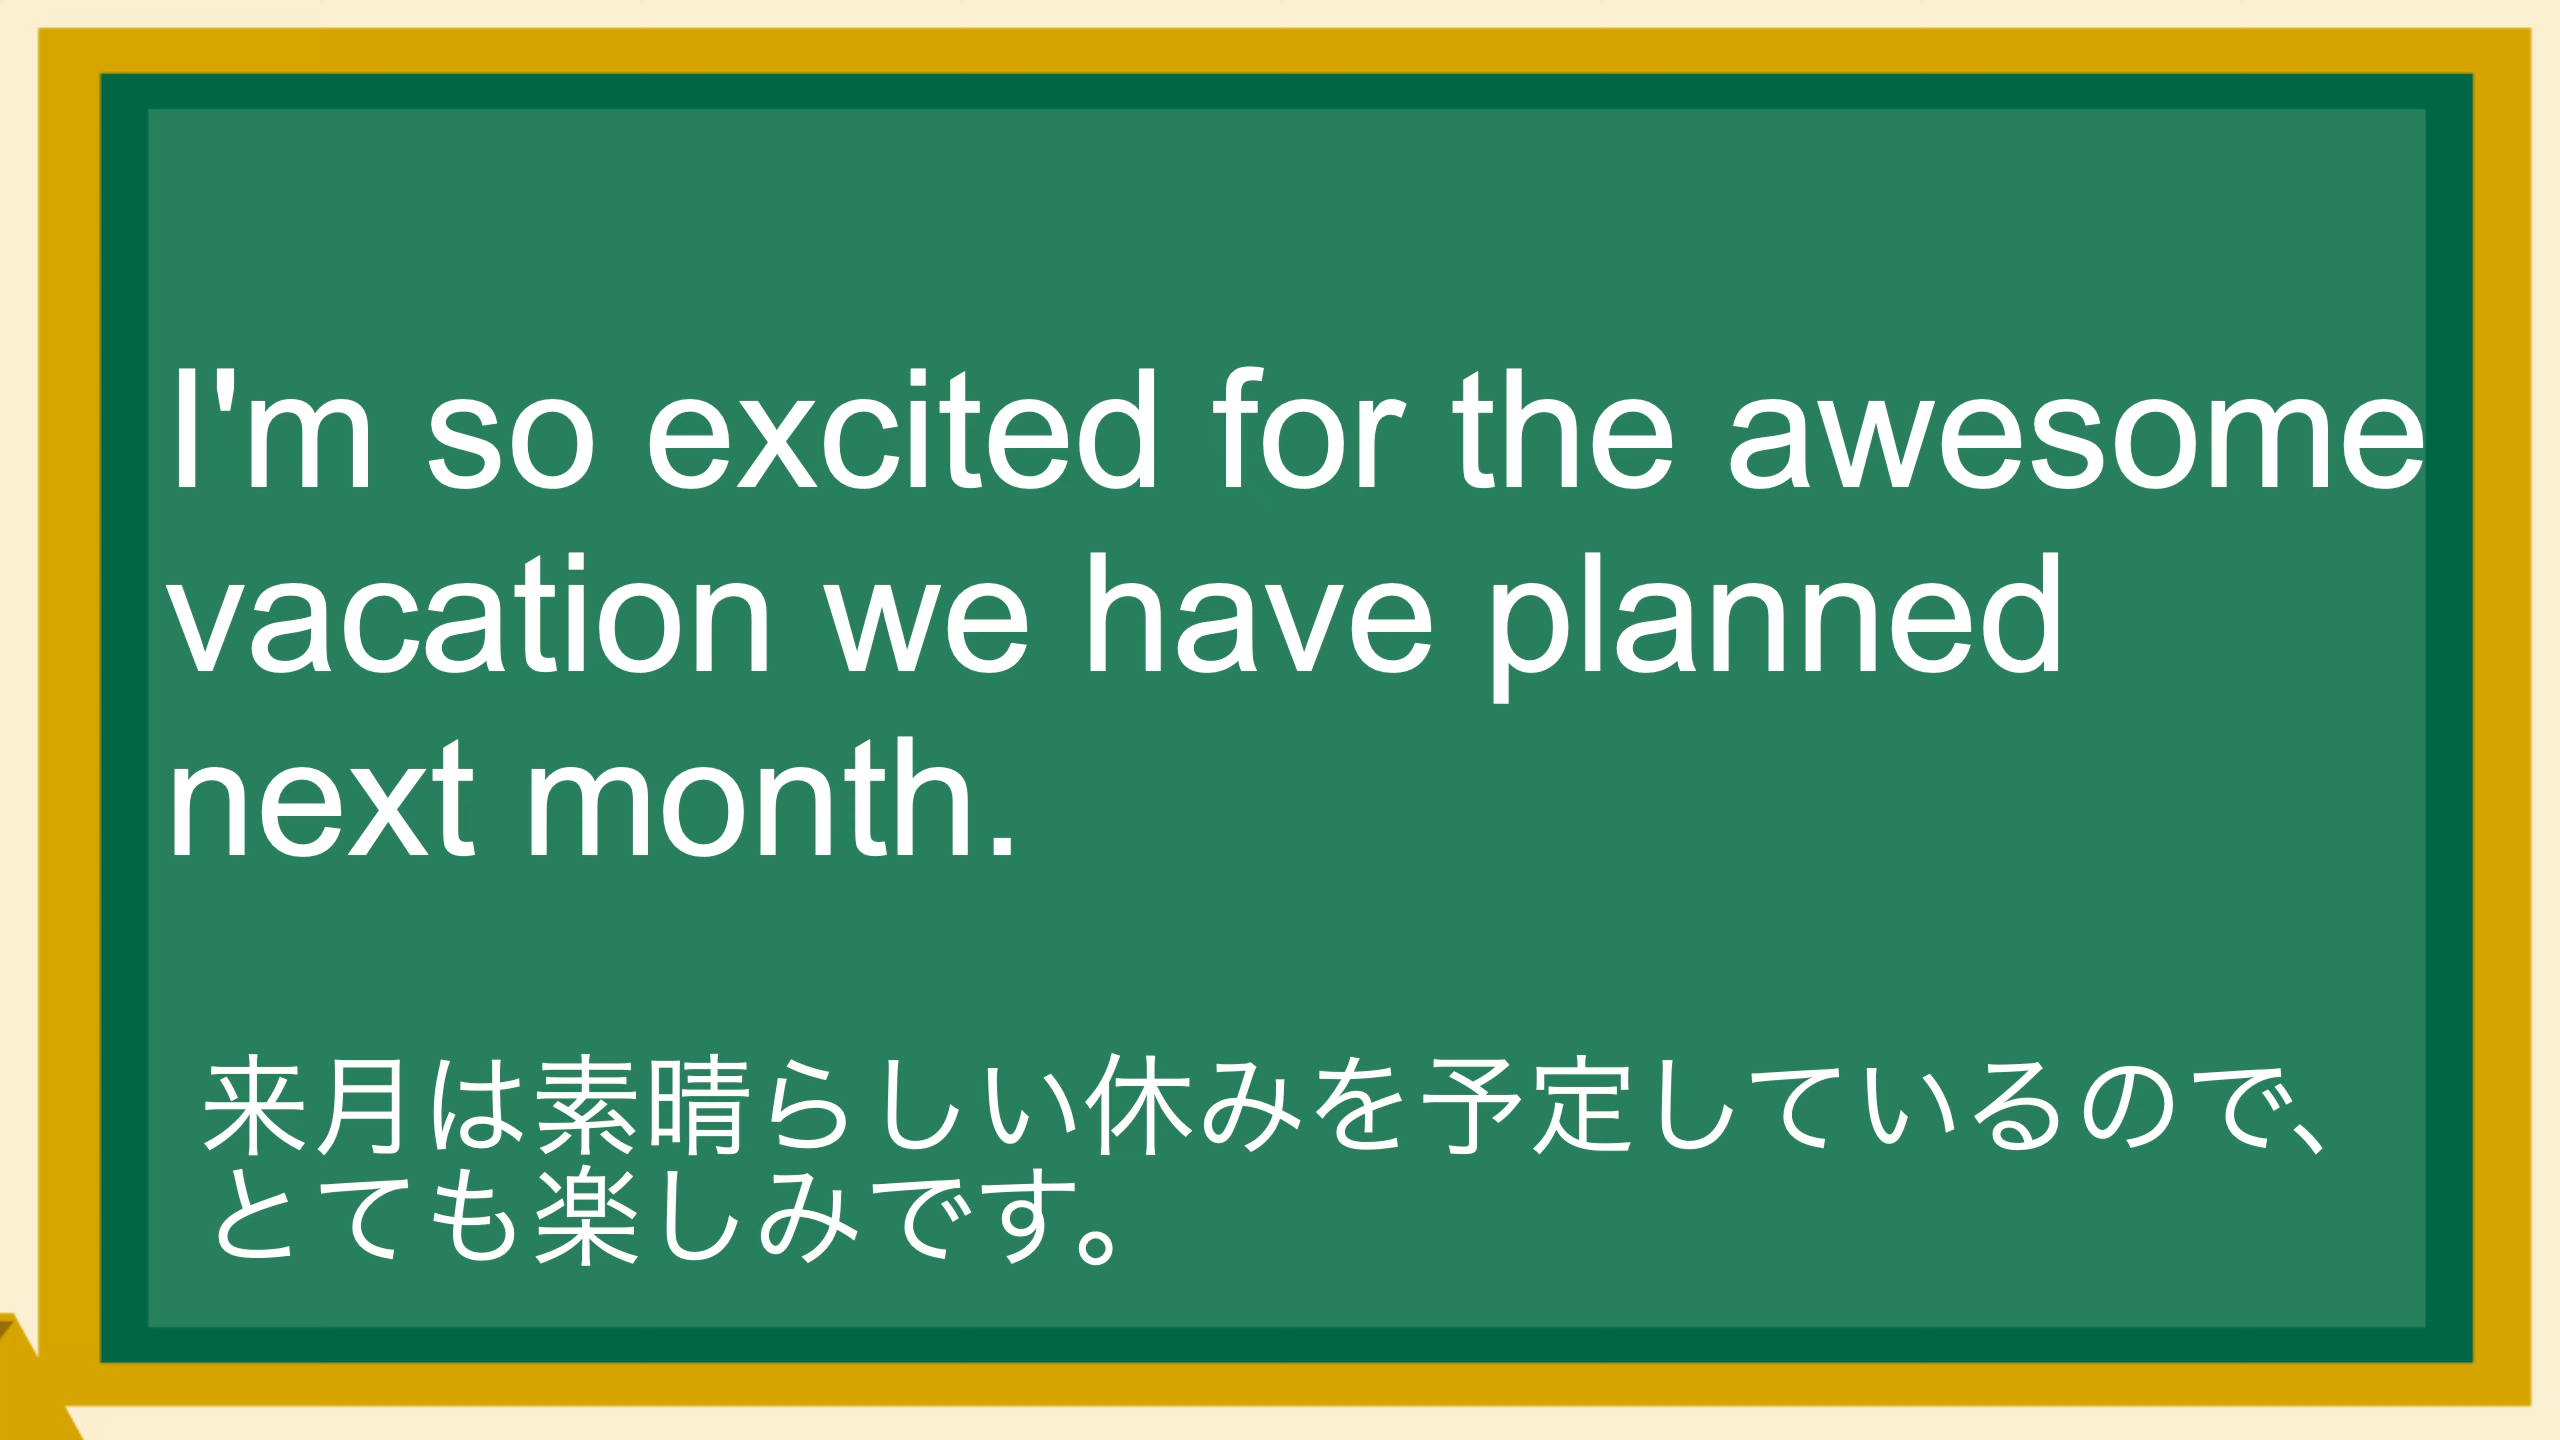 I'm so excited for the awesome
vacation we have planned
next month.
来月は素晴らしい休みを予定しているので、
とても楽しみです。